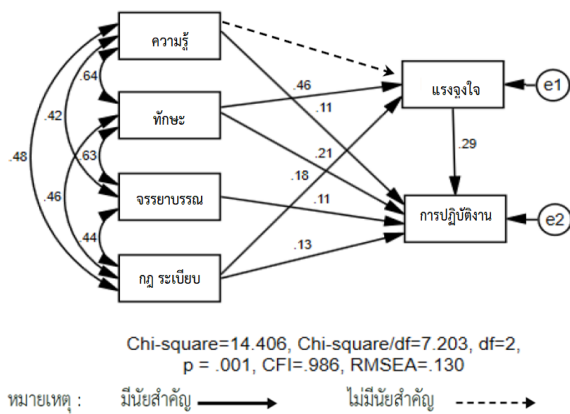 ความรู้
ทักษะ
จรรยาบรรณ
กฎ ระเบียบ
แรงจูงใจ
การปฏิบัติงาน
e1
e2
.64
.42
.63
.48
.46
.44
.46
.11
.21
.18
.11
.13
.29
Chi-square=14.406, Chi-square/df=7.203, df=2,
p = .001, CFI=.986, RMSEA=.130
หมายเหตุ : มีนัยสำคัญ ไม่มีนัยสำคัญ